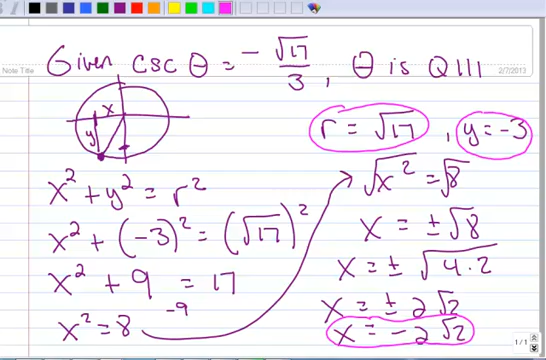 Note Title
2/7/2013
Given csc θ = -√17/3, θ is Q III
x
y
r = √17, y = -3
x² + y² = r²
x² + (-3)² = (√17)²
x² + 9 = 17
-9
x² = 8
√x² = √8
x = ±√8
x = ± √4·2
x = ± 2√2
x = -2√2
1/1